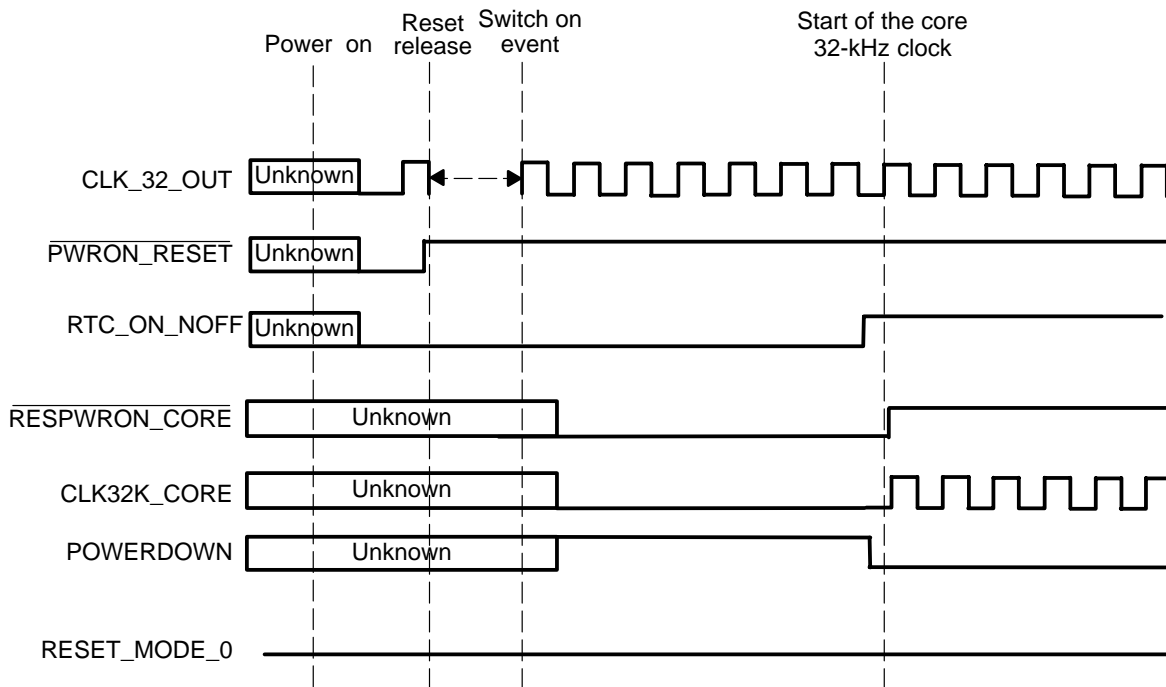 Power on
Reset
release
Switch on
event
Start of the core
32-kHz clock
CLK_32_OUT
Unknown
PWRON_RESET
Unknown
RTC_ON_NOFF
Unknown
RESPWRON_CORE
Unknown
CLK32K_CORE
Unknown
POWERDOWN
Unknown
RESET_MODE_0